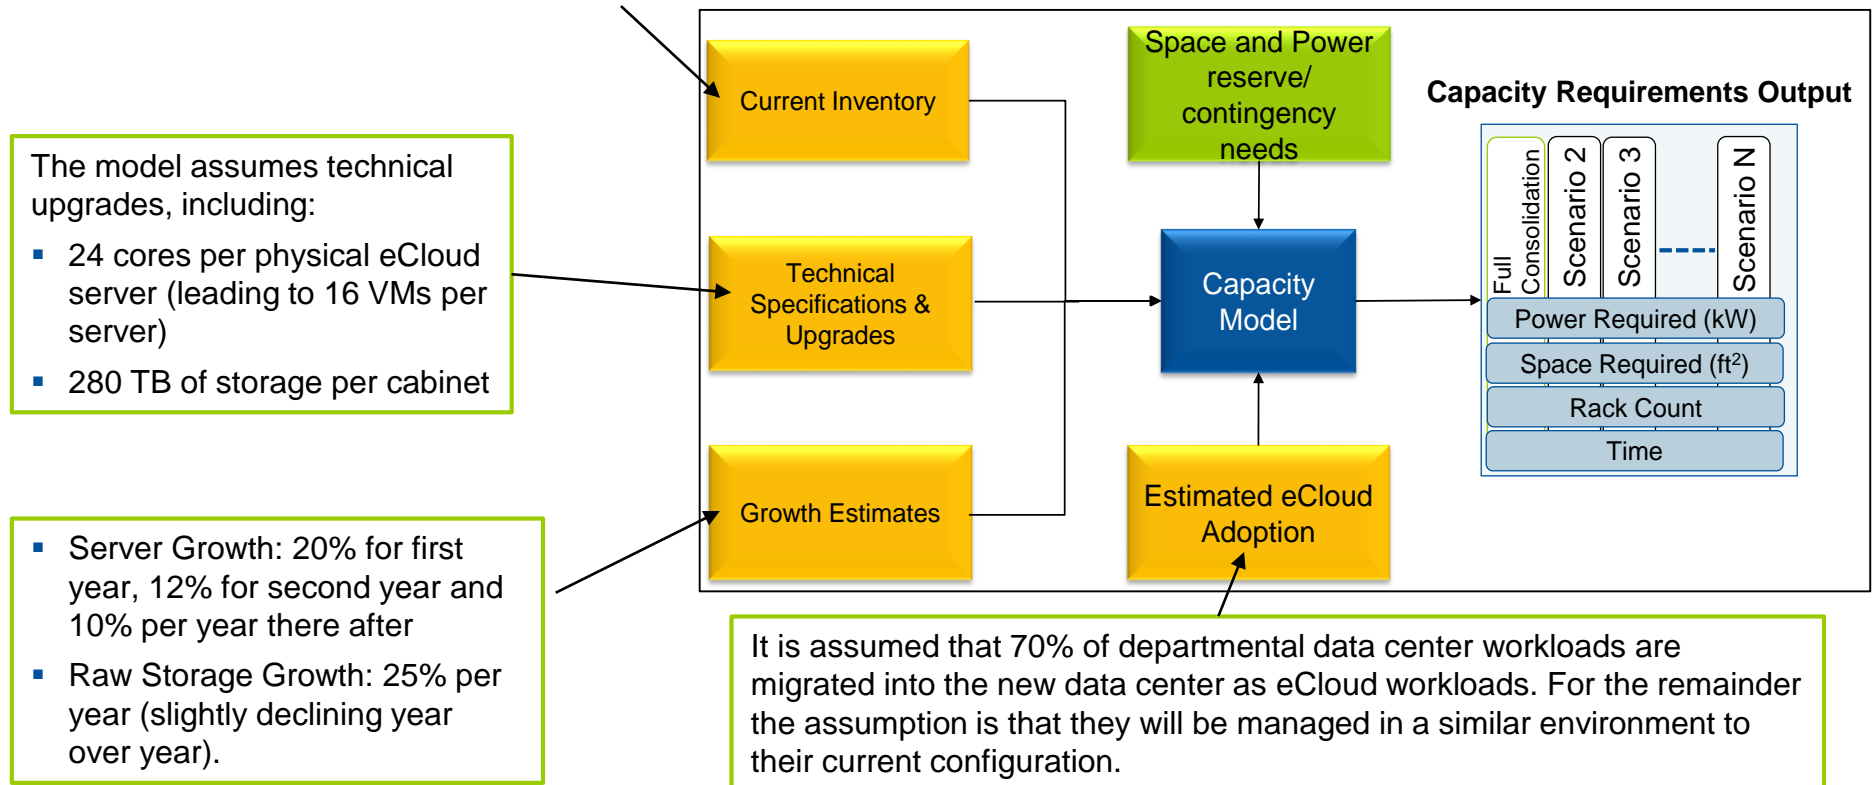 Current Inventory
Space and Power
reserve/
contingency
needs
Capacity Requirements Output
The model assumes technical
upgrades, including:
▪ 24 cores per physical eCloud
server (leading to 16 VMs per
server)
▪ 280 TB of storage per cabinet
Technical
Specifications &
Upgrades
Capacity
Model
Full
Consolidation
Scenario 2
Scenario 3
Scenario N
Power Required (kW)
Space Required (ft²)
Rack Count
Time
Growth Estimates
Estimated eCloud
Adoption
▪ Server Growth: 20% for first
year, 12% for second year and
10% per year there after
▪ Raw Storage Growth: 25% per
year (slightly declining year
over year).
It is assumed that 70% of departmental data center workloads are
migrated into the new data center as eCloud workloads. For the remainder
the assumption is that they will be managed in a similar environment to
their current configuration.